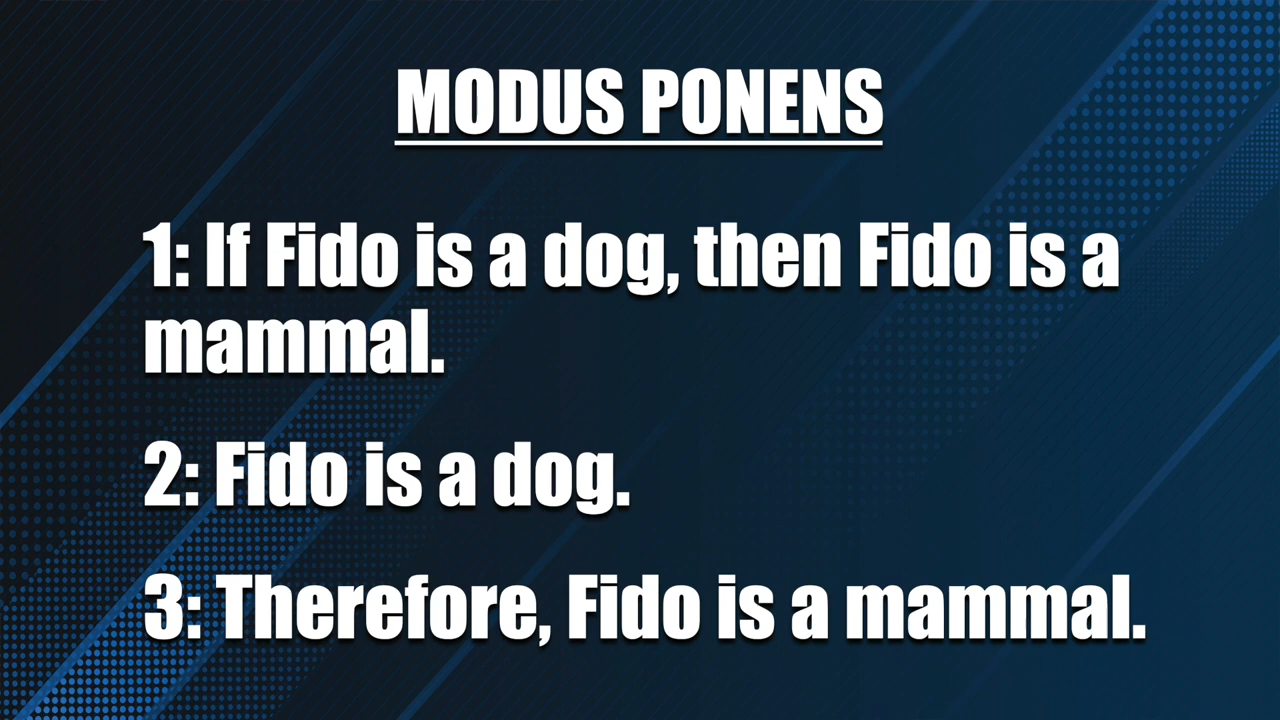 MODUS PONENS
1: If Fido is a dog, then Fido is a
mammal.
2: Fido is a dog.
3: Therefore, Fido is a mammal.